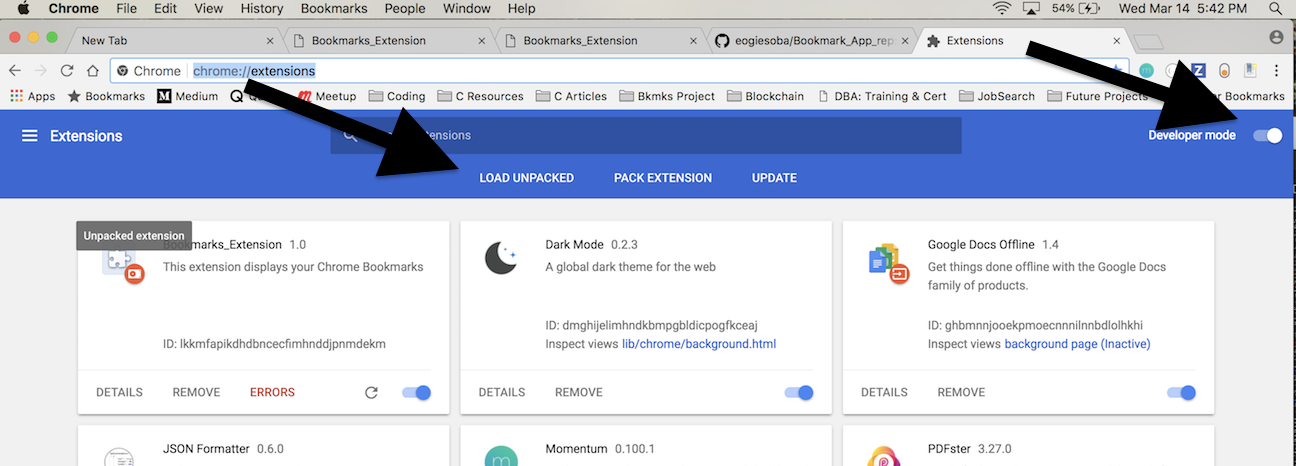 Chrome File Edit View History Bookmarks People Window Help 54% Wed Mar 14 5:42 PM
New Tab Bookmarks_Extension Bookmarks_Extension eogiesoba/Bookmark_App_rep Extensions
Chrome chrome://extensions
Apps Bookmarks Medium Meetup Coding C Resources C Articles Bkmks Project Blockchain DBA: Training & Cert JobSearch Future Projects Bookmarks
Extensions Developer mode
LOAD UNPACKED PACK EXTENSION UPDATE
Unpacked extension
Bookmarks_Extension 1.0
This extension displays your Chrome Bookmarks
ID: lkkmfapikdhdbncecfimhnddjpnmdekm
DETAILS REMOVE ERRORS
Dark Mode 0.2.3
A global dark theme for the web
ID: dmghijelimhndkbmpgbldicpogfkceaj
Inspect views lib/chrome/background.html
DETAILS REMOVE
Google Docs Offline 1.4
Get things done offline with the Google Docs
family of products.
ID: ghbmnnjooekpmoecnnnilnnbdlolhkhi
Inspect views background page (Inactive)
DETAILS REMOVE
JSON Formatter 0.6.0
Momentum 0.100.1
PDFster 3.27.0